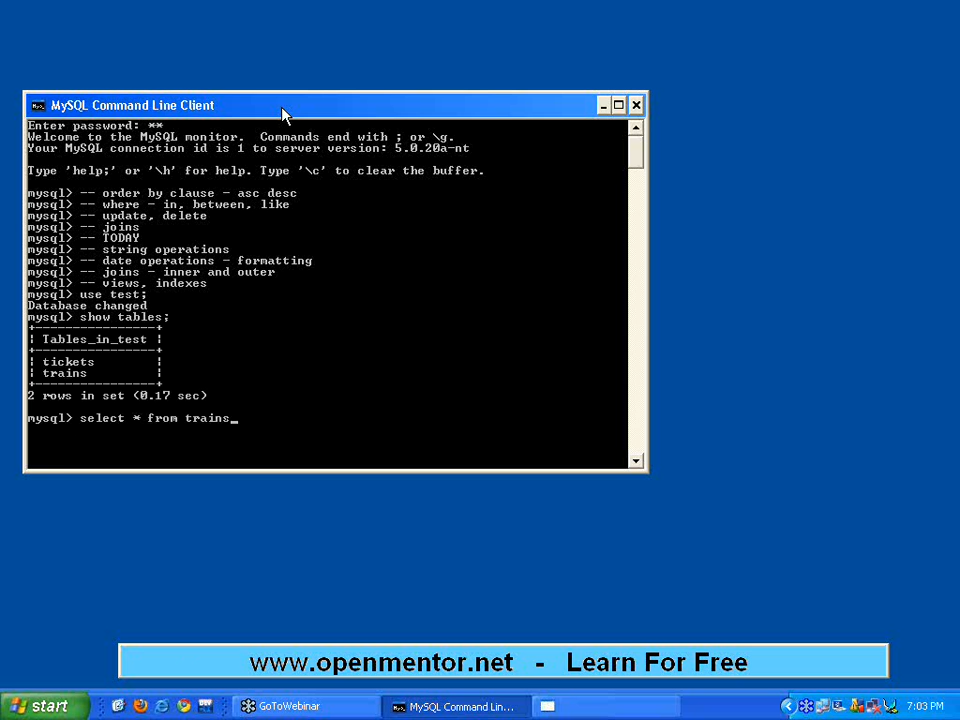 MySQL Command Line Client
Enter password: **
Welcome to the MySQL monitor.  Commands end with ; or \g.
Your MySQL connection id is 1 to server version: 5.0.20a-nt
Type 'help;' or '\h' for help. Type '\c' to clear the buffer.
mysql> -- order by clause - asc desc
mysql> -- where - in, between, like
mysql> -- update, delete
mysql> -- joins
mysql> -- TODAY
mysql> -- string operations
mysql> -- date operations - formatting
mysql> -- joins - inner and outer
mysql> -- views, indexes
mysql> use test;
Database changed
mysql> show tables;
+----------------+
| Tables_in_test |
+----------------+
| tickets        |
| trains         |
+----------------+
2 rows in set (0.17 sec)
mysql> select * from trains_
www.openmentor.net  -  Learn For Free
start GoToWebinar MySQL Command Lin... 7:03 PM